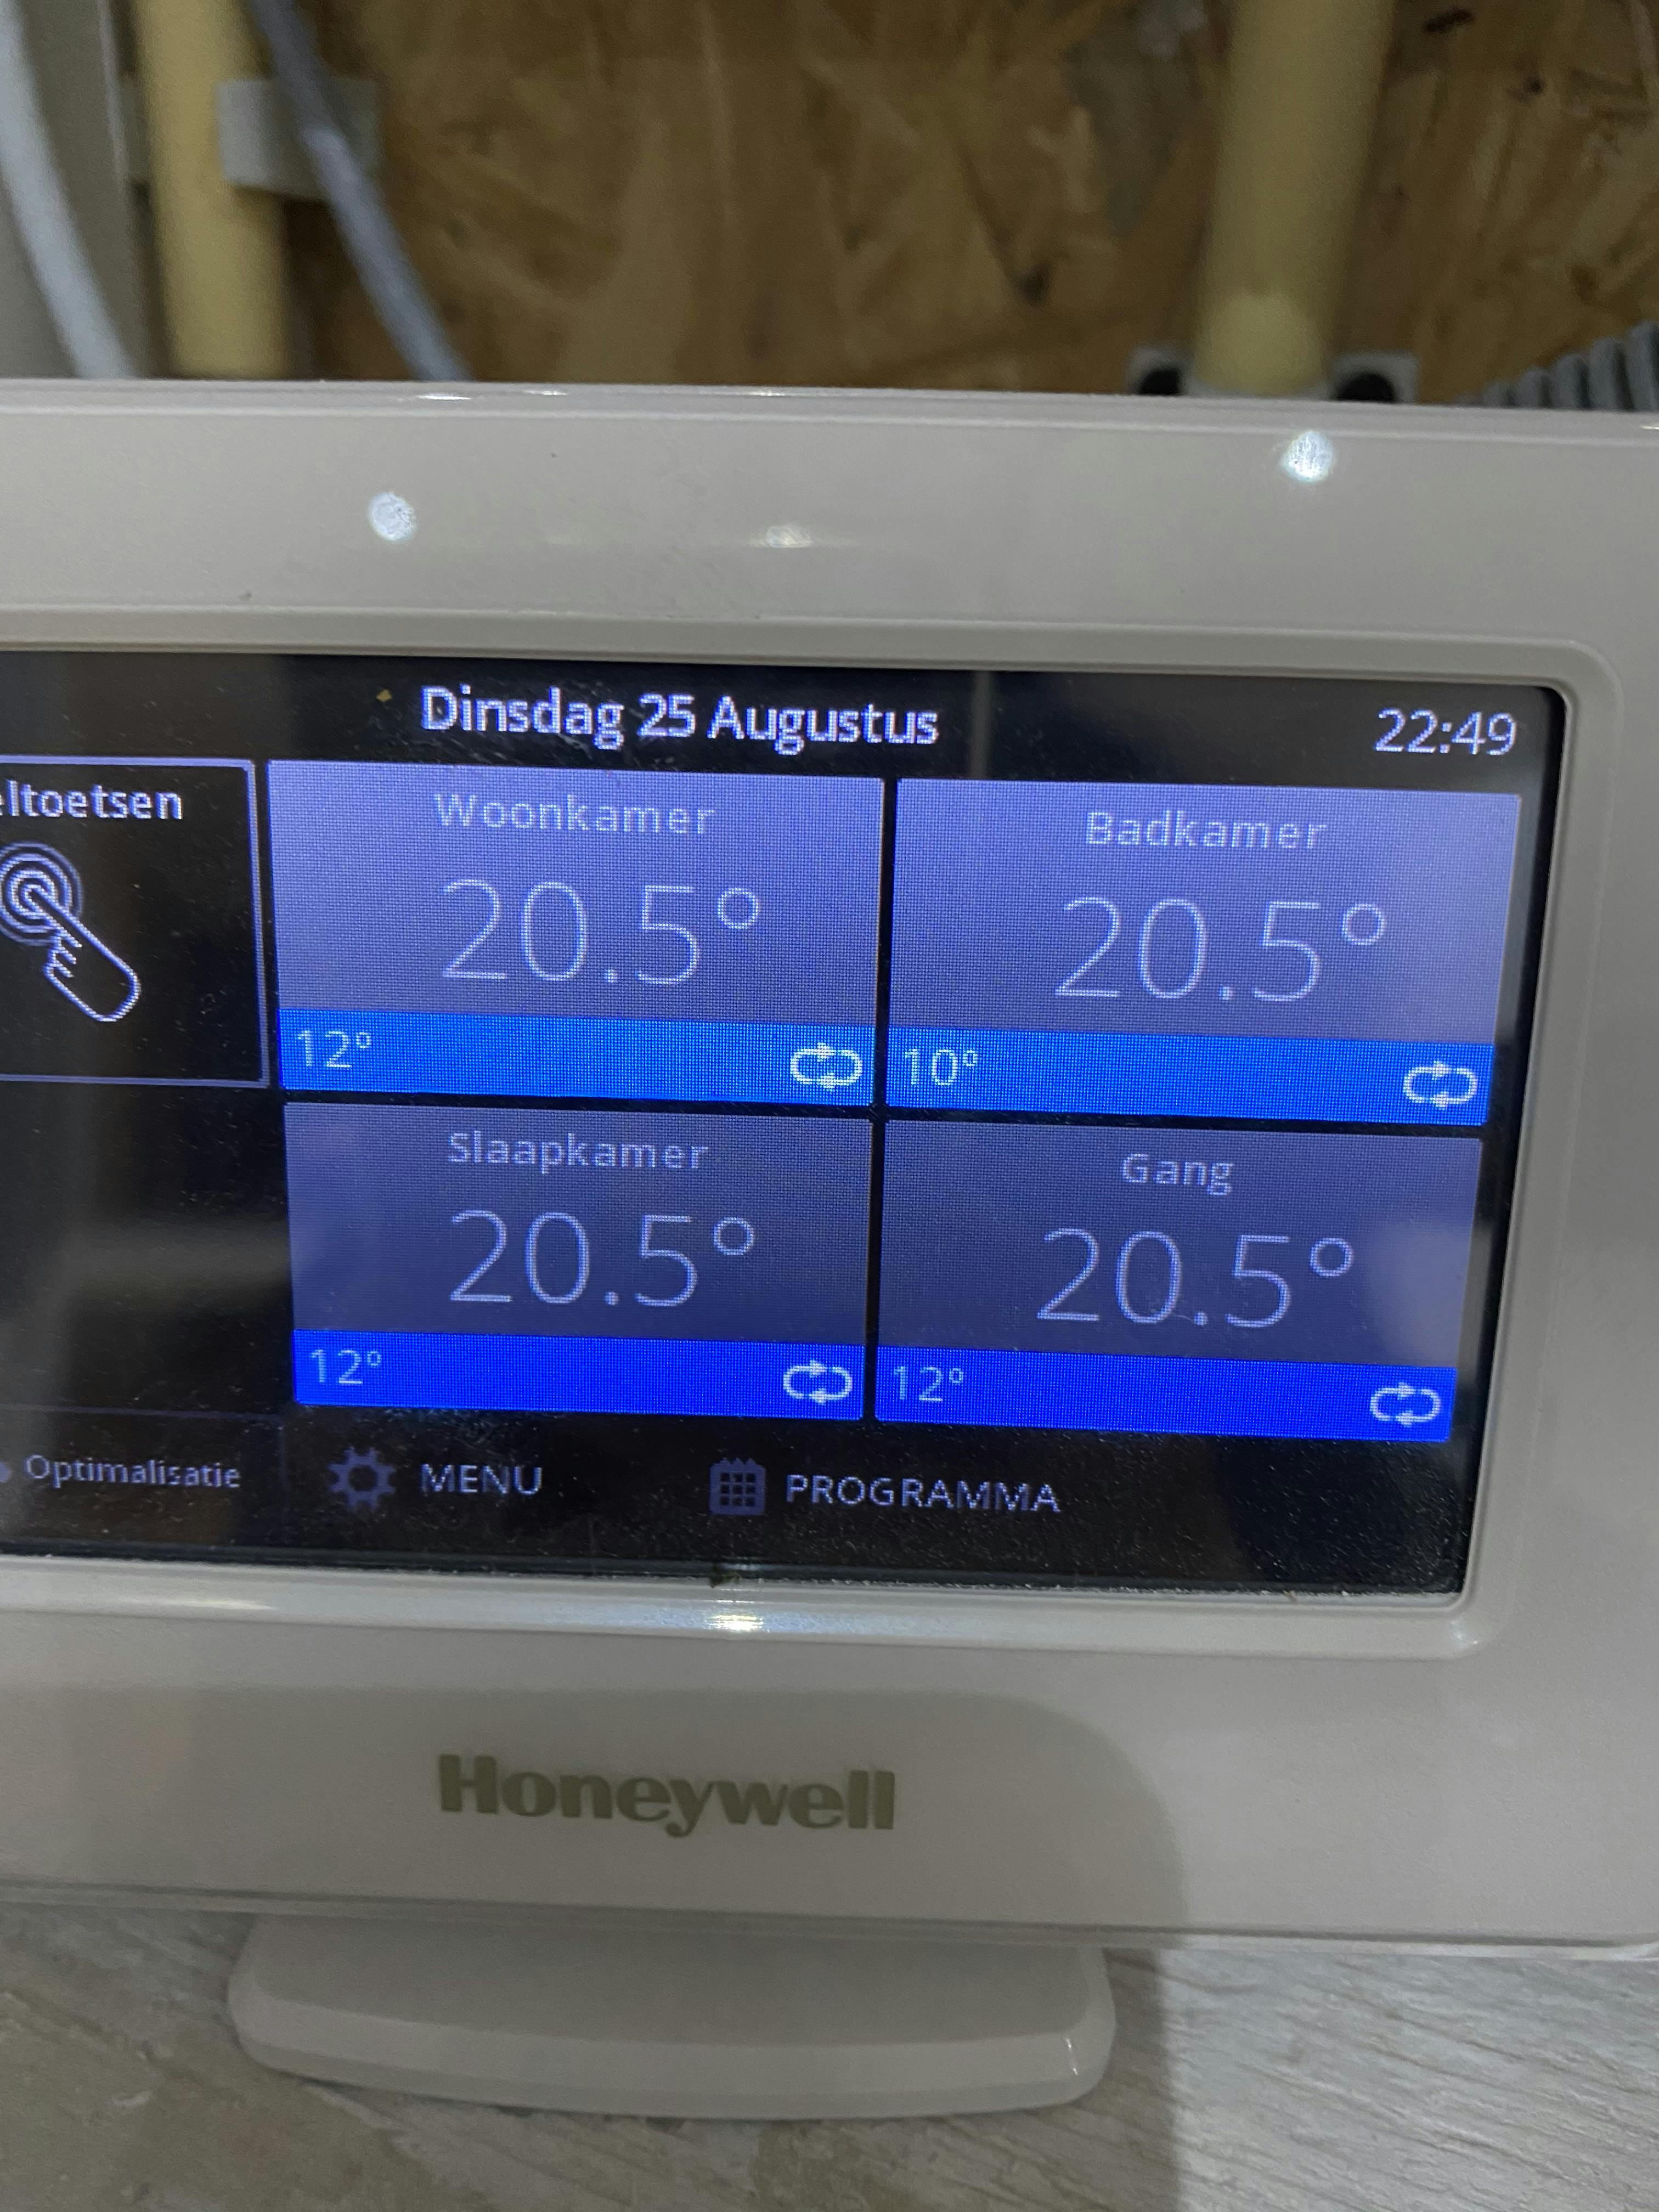 Dinsdag 25 Augustus 22:49
eltoetsen
Woonkamer
20.5°
12°
Badkamer
20.5°
10°
Slaapkamer
20.5°
12°
Gang
20.5°
12°
Optimalisatie
MENU
PROGRAMMA
Honeywell